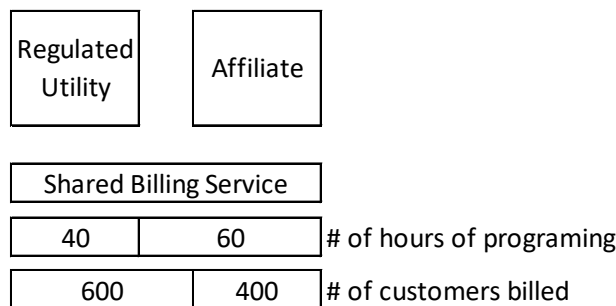 Regulated
Utility
Affiliate
Shared Billing Service
40 60 # of hours of programing
600 400 # of customers billed